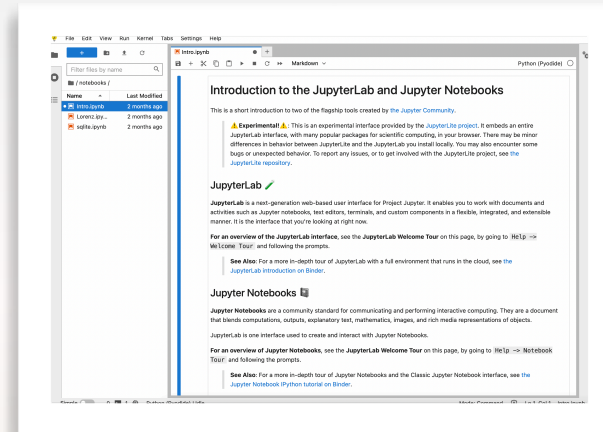 File Edit View Run Kernel Tabs Settings Help
Intro.ipynb
+
Filter files by name
/ notebooks /
Name Last Modified
Intro.ipynb 2 months ago
Lorenz.ipy... 2 months ago
sqlite.ipynb 2 months ago
Markdown
Python (Pyodide)
Introduction to the JupyterLab and Jupyter Notebooks
This is a short introduction to two of the flagship tools created by the Jupyter Community.
⚠️Experimental!⚠️: This is an experimental interface provided by the JupyterLite project. It embeds an entire
JupyterLab interface, with many popular packages for scientific computing, in your browser. There may be minor
differences in behavior between JupyterLite and the JupyterLab you install locally. You may also encounter some
bugs or unexpected behavior. To report any issues, or to get involved with the JupyterLite project, see the
JupyterLite repository.
JupyterLab 🧪
JupyterLab is a next-generation web-based user interface for Project Jupyter. It enables you to work with documents and
activities such as Jupyter notebooks, text editors, terminals, and custom components in a flexible, integrated, and extensible
manner. It is the interface that you're looking at right now.
For an overview of the JupyterLab interface, see the JupyterLab Welcome Tour on this page, by going to Help ->
Welcome Tour and following the prompts.
See Also: For a more in-depth tour of JupyterLab with a full environment that runs in the cloud, see the
JupyterLab introduction on Binder.
Jupyter Notebooks 📓
Jupyter Notebooks are a community standard for communicating and performing interactive computing. They are a document
that blends computations, outputs, explanatory text, mathematics, images, and rich media representations of objects.
JupyterLab is one interface used to create and interact with Jupyter Notebooks.
For an overview of Jupyter Notebooks, see the JupyterLab Welcome Tour on this page, by going to Help -> Notebook
Tour and following the prompts.
See Also: For a more in-depth tour of Jupyter Notebooks and the Classic Jupyter Notebook interface, see the
Jupyter Notebook IPython tutorial on Binder.